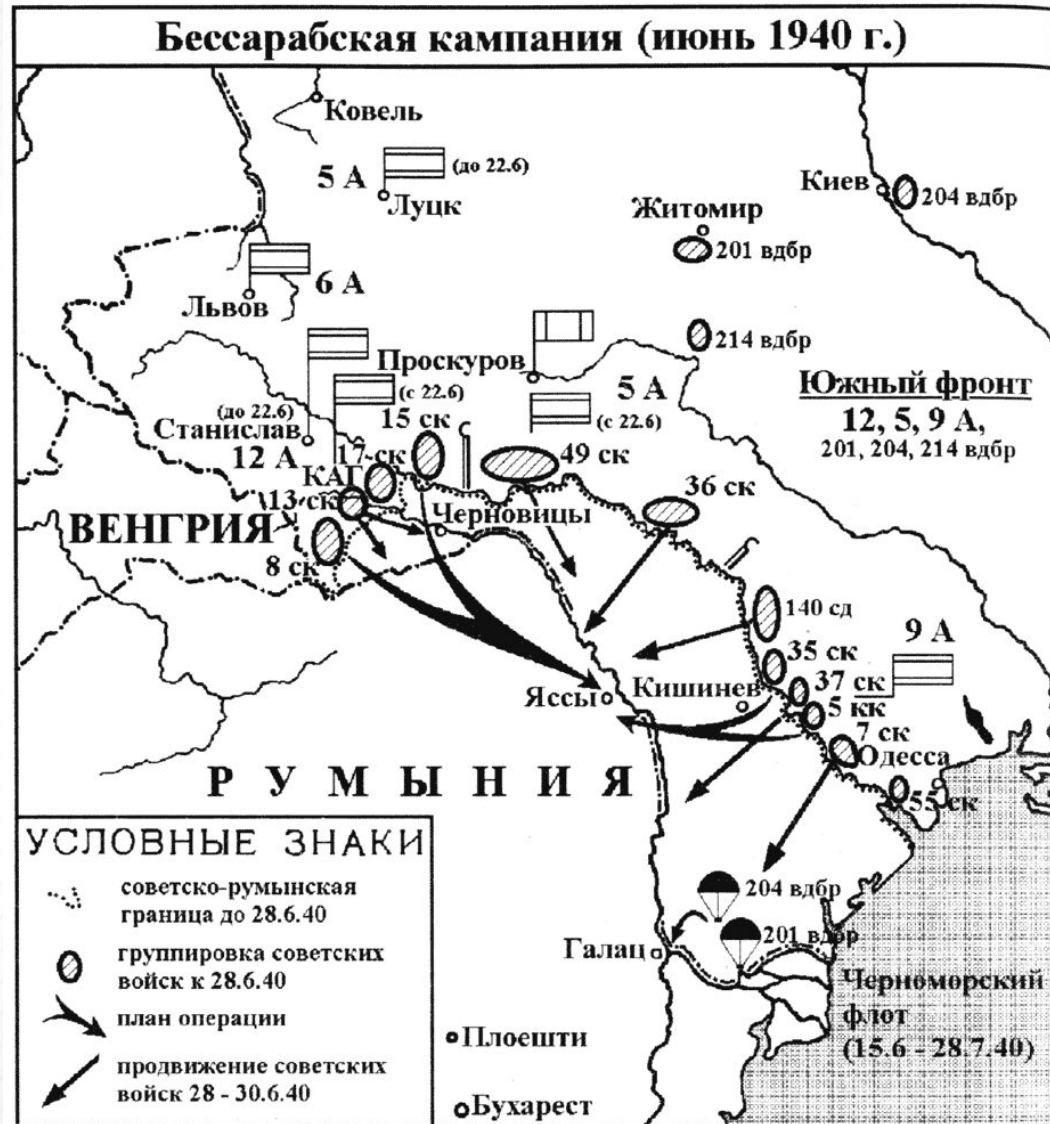 Бессарабская кампания (июнь 1940 г.)
Ковель
5 А
(до 22.6)
Луцк
Киев
204 вдбр
Житомир
201 вдбр
6 А
Львов
214 вдбр
Проскуров
(с 22.6)
5 А
(с 22.6)
Южный фронт
12, 5, 9 А,
201, 204, 214 вдбр
(до 22.6)
Станислав
12 А
15 ск
17 ск
49 ск
КАГ
13 ск
36 ск
ВЕНГРИЯ
Черновицы
8 ск
140 сд
9 А
35 ск
37 ск
Яссы
Кишинев
5 кк
7 ск
Одесса
55 ск
РУМЫНИЯ
УСЛОВНЫЕ ЗНАКИ
советско-румынская
граница до 28.6.40
группировка советских
войск к 28.6.40
план операции
продвижение советских
войск 28 - 30.6.40
204 вдбр
201 вдбр
Галац
Черноморский
флот
(15.6 - 28.7.40)
Плоешти
Бухарест